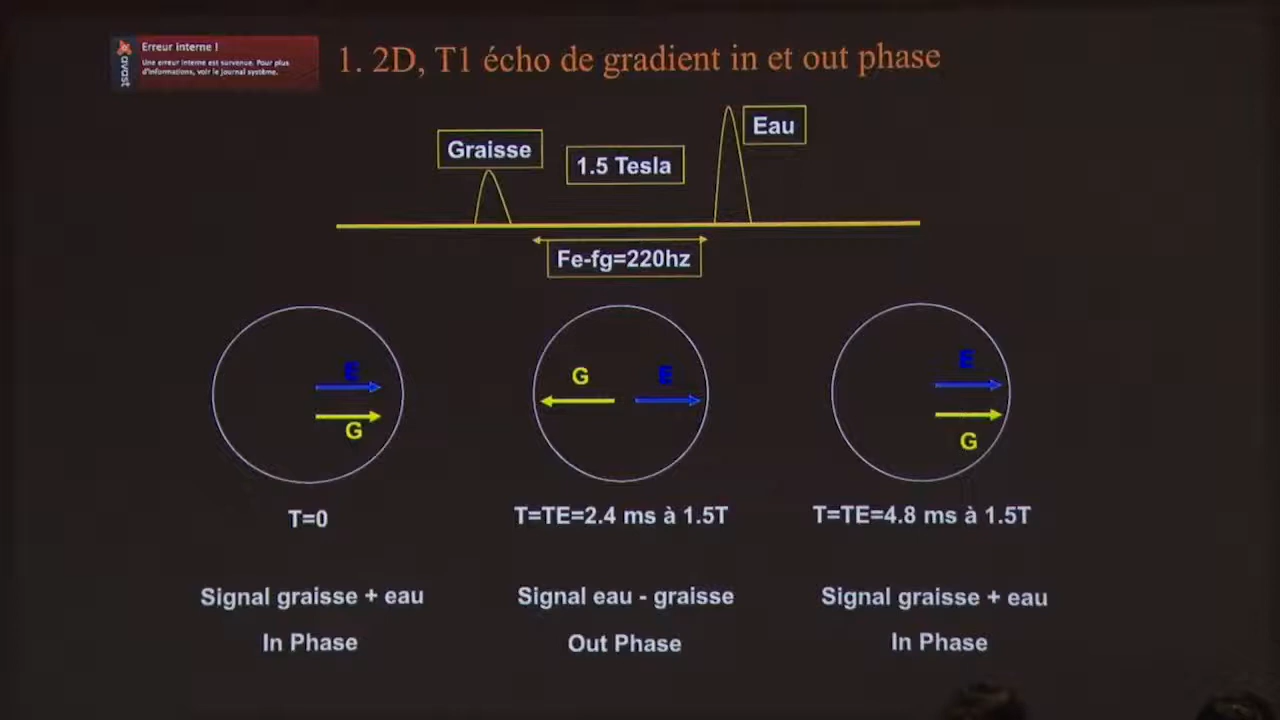 Erreur interne !
Une erreur interne est survenue. Pour plus
d'informations, voir le journal système.
avast
1. 2D, T1 écho de gradient in et out phase
Graisse
1.5 Tesla
Eau
Fe-fg=220hz
E
G
G
E
E
G
T=0
T=TE=2.4 ms à 1.5T
T=TE=4.8 ms à 1.5T
Signal graisse + eau
Signal eau - graisse
Signal graisse + eau
In Phase
Out Phase
In Phase